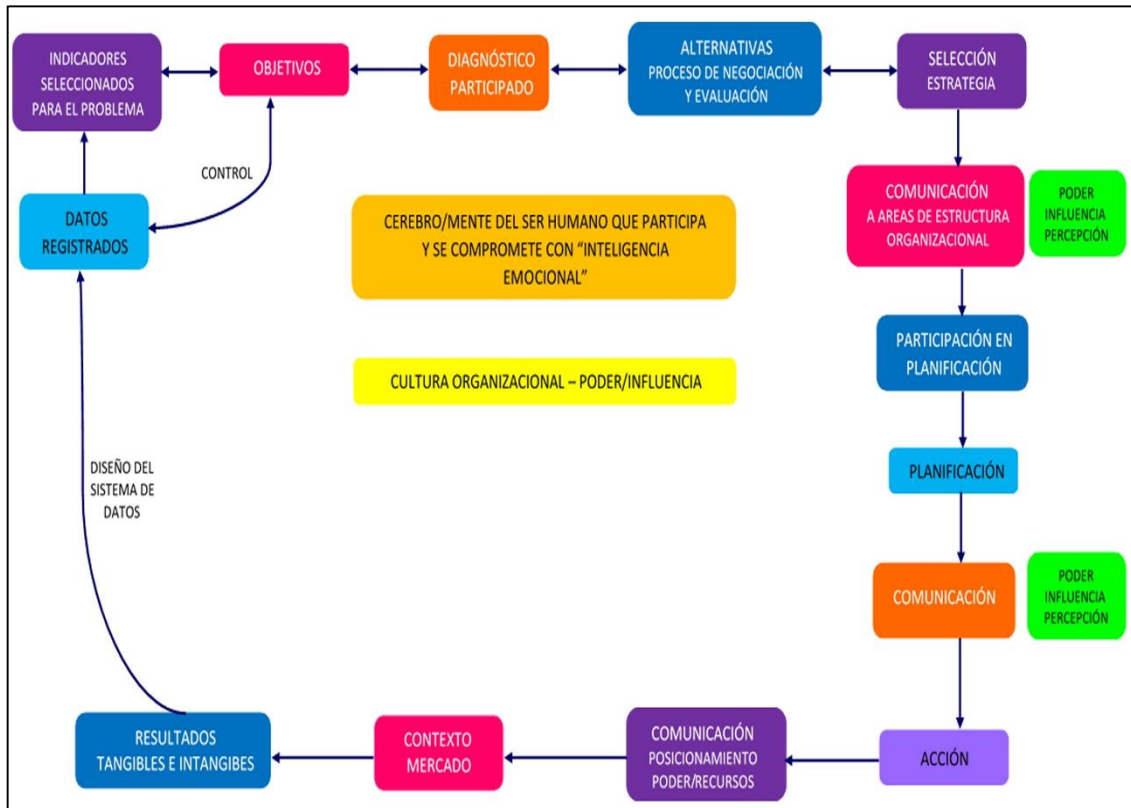 INDICADORES
SELECCIONADOS
PARA EL PROBLEMA
OBJETIVOS
DIAGNÓSTICO
PARTICIPADO
ALTERNATIVAS
PROCESO DE NEGOCIACIÓN
Y EVALUACIÓN
SELECCIÓN
ESTRATEGIA
CONTROL
DATOS
REGISTRADOS
COMUNICACIÓN
A AREAS DE ESTRUCTURA
ORGANIZACIONAL
PODER
INFLUENCIA
PERCEPCIÓN
CEREBRO/MENTE DEL SER HUMANO QUE PARTICIPA
Y SE COMPROMETE CON “INTELIGENCIA
EMOCIONAL”
PARTICIPACIÓN EN
PLANIFICACIÓN
CULTURA ORGANIZACIONAL – PODER/INFLUENCIA
PLANIFICACIÓN
DISEÑO DEL
SISTEMA DE
DATOS
COMUNICACIÓN
PODER
INFLUENCIA
PERCEPCIÓN
RESULTADOS
TANGIBLES E INTANGIBES
CONTEXTO
MERCADO
COMUNICACIÓN
POSICIONAMIENTO
PODER/RECURSOS
ACCIÓN